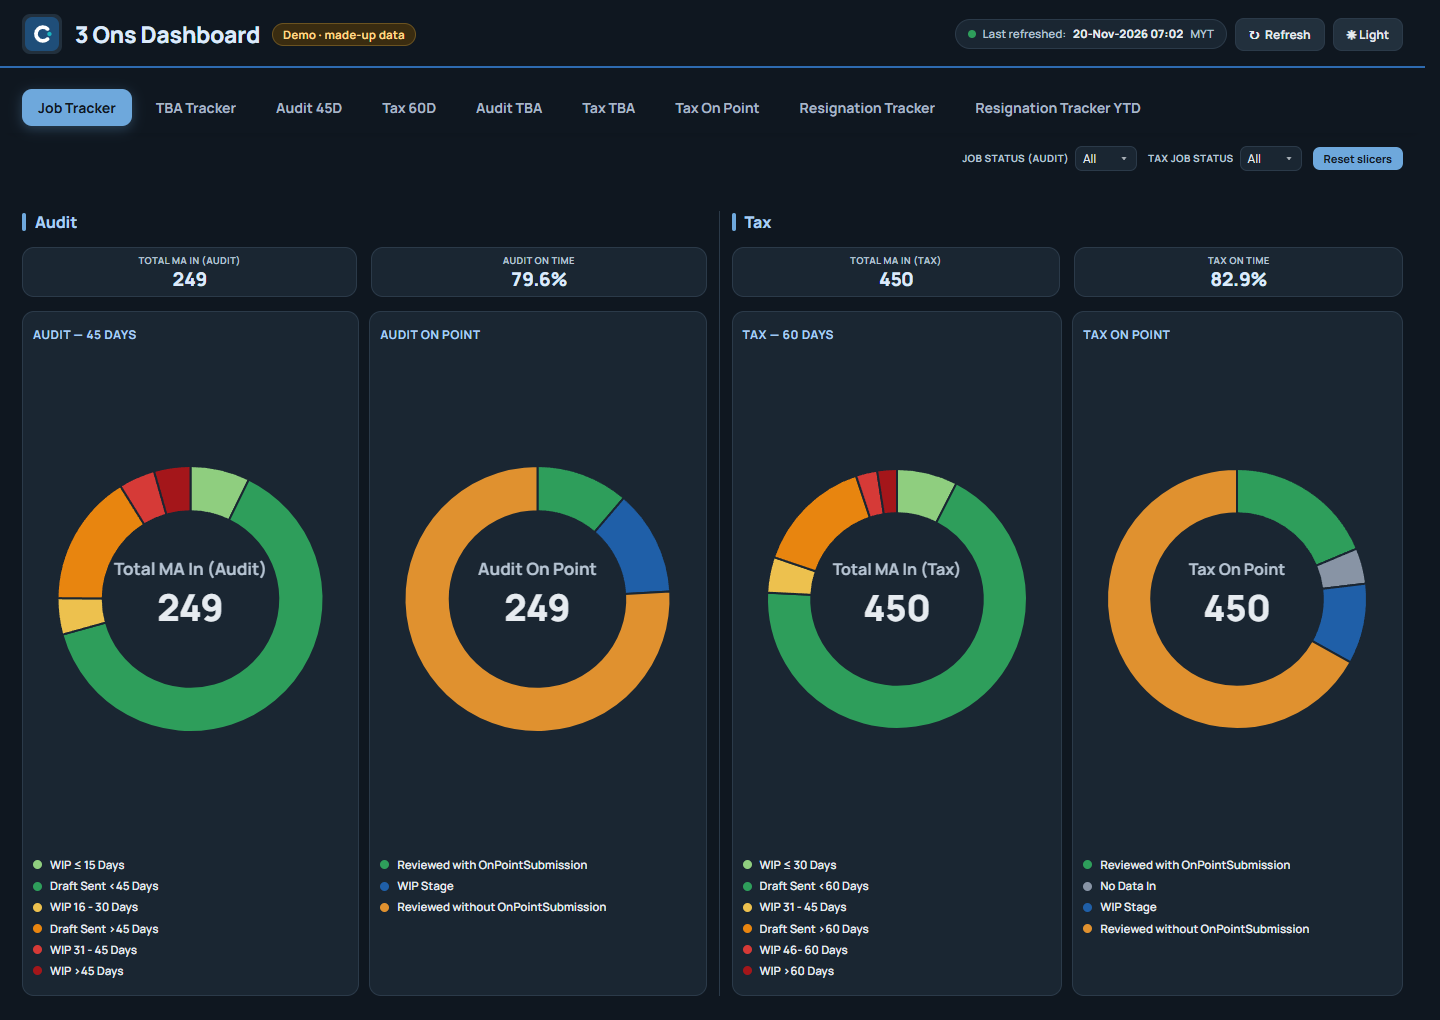 3 Ons Dashboard
Demo · made-up data
Last refreshed: 20-Nov-2026 07:02 MYT
↻ Refresh
☀ Light
Job Tracker
TBA Tracker
Audit 45D
Tax 60D
Audit TBA
Tax TBA
Tax On Point
Resignation Tracker
Resignation Tracker YTD
JOB STATUS (AUDIT)
All
TAX JOB STATUS
All
Reset slicers
Audit
TOTAL MA IN (AUDIT)
249
AUDIT ON TIME
79.6%
AUDIT — 45 DAYS
Total MA In (Audit)
249
WIP ≤ 15 Days
Draft Sent <45 Days
WIP 16 - 30 Days
Draft Sent >45 Days
WIP 31 - 45 Days
WIP >45 Days
AUDIT ON POINT
Audit On Point
249
Reviewed with OnPointSubmission
WIP Stage
Reviewed without OnPointSubmission
Tax
TOTAL MA IN (TAX)
450
TAX ON TIME
82.9%
TAX — 60 DAYS
Total MA In (Tax)
450
WIP ≤ 30 Days
Draft Sent <60 Days
WIP 31 - 45 Days
Draft Sent >60 Days
WIP 46- 60 Days
WIP >60 Days
TAX ON POINT
Tax On Point
450
Reviewed with OnPointSubmission
No Data In
WIP Stage
Reviewed without OnPointSubmission